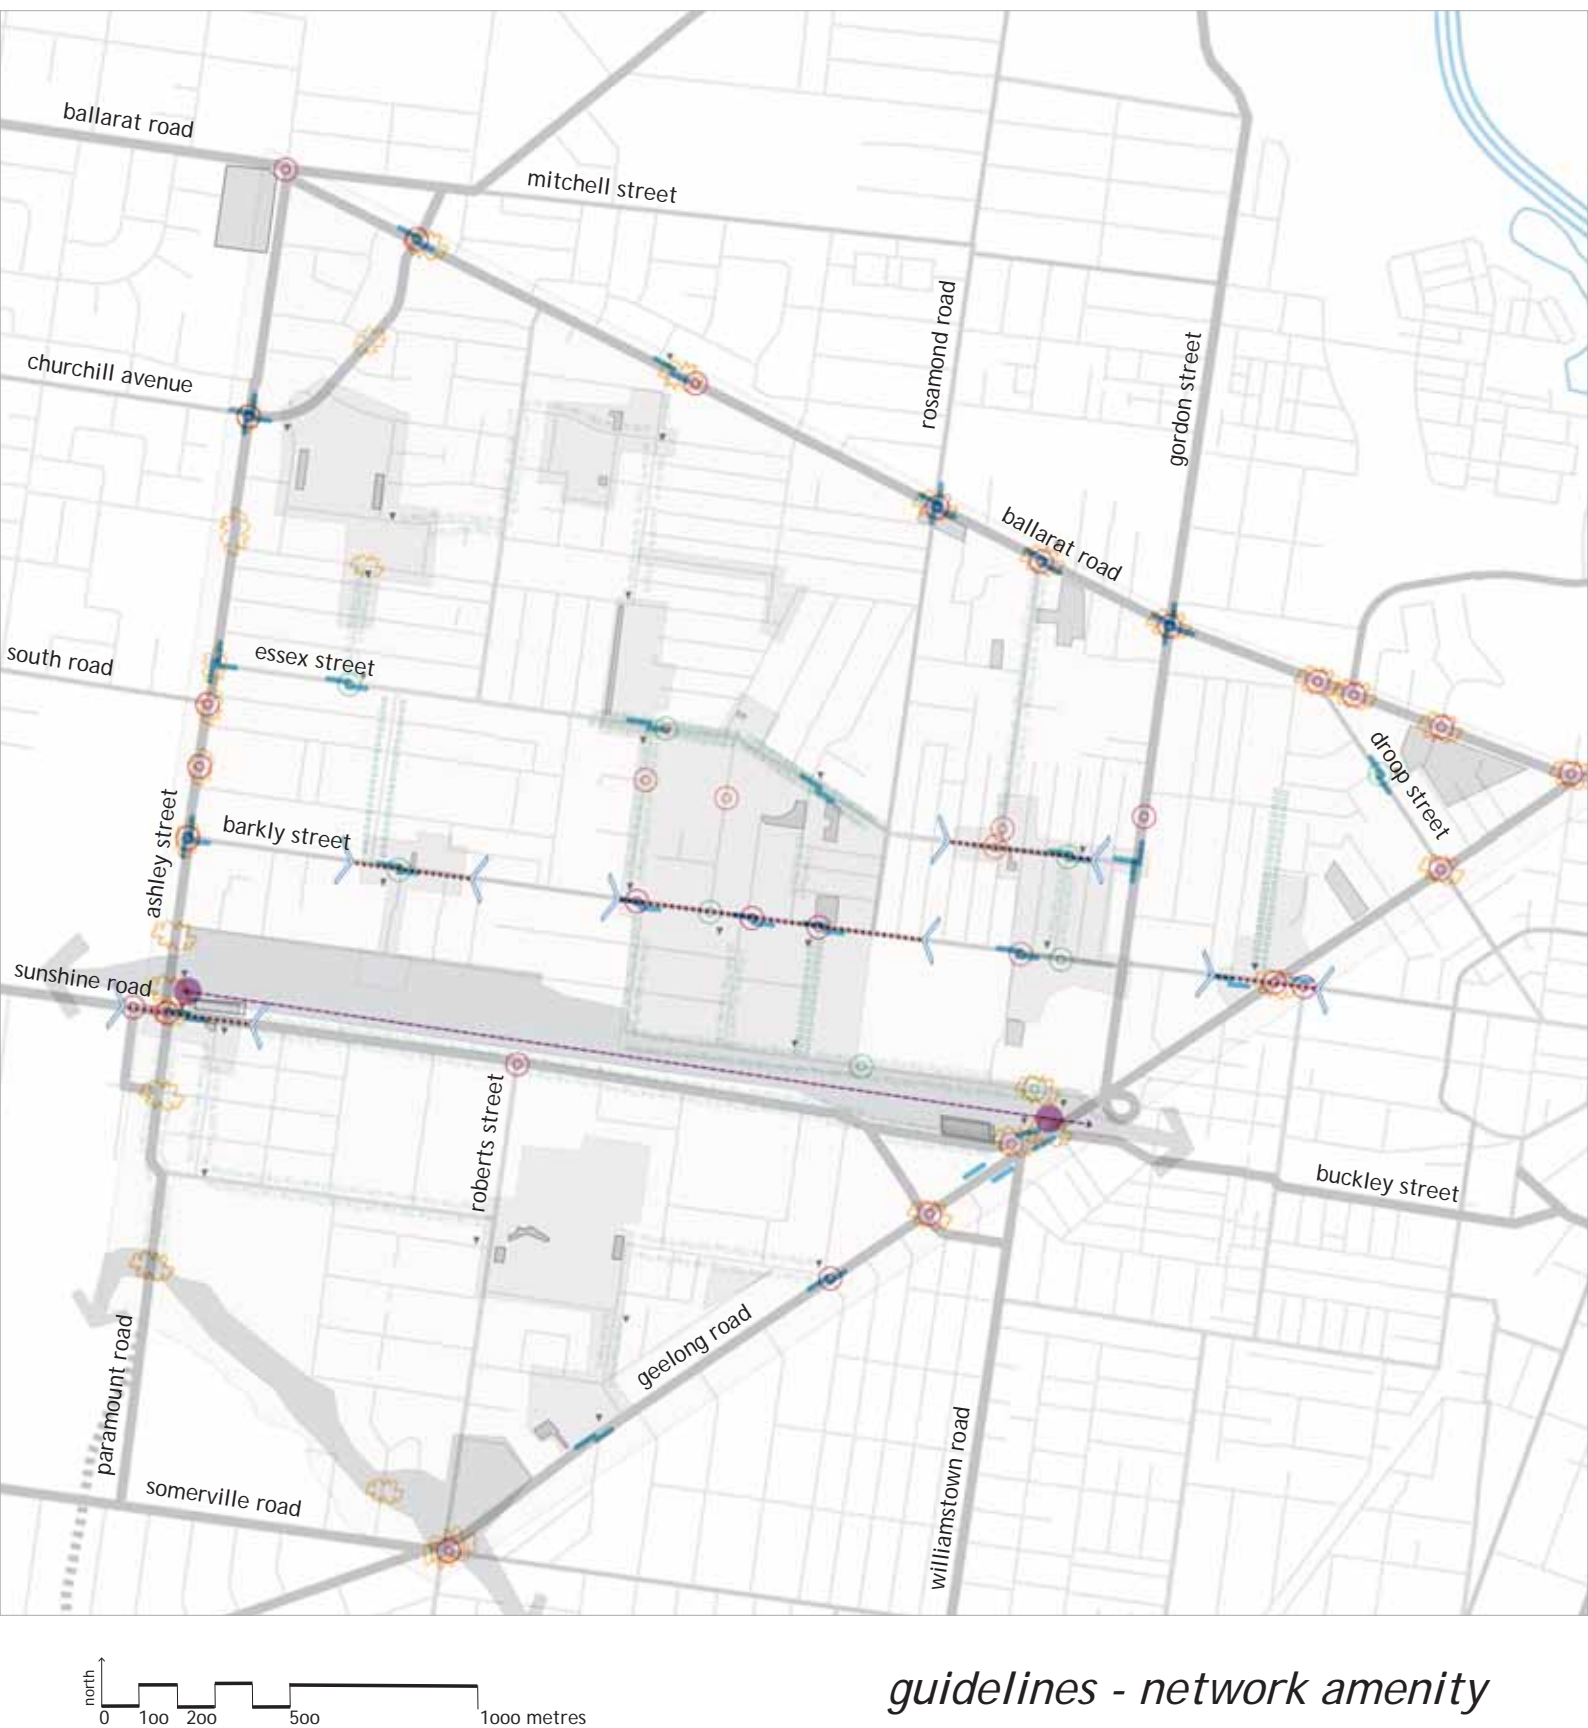 ballarat road
mitchell street
rosamond road
churchill avenue
gordon street
ballarat road
south road
essex street
droop street
ashley street
barkly street
sunshine road
roberts street
buckley street
geelong road
paramount road
williamstown road
somerville road
north
0 100 200 500 1000 metres
guidelines - network amenity